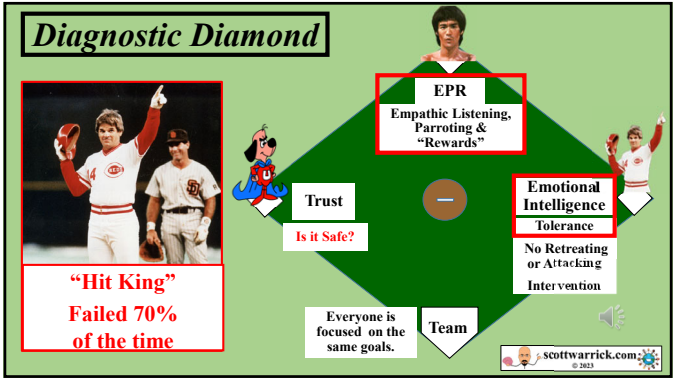 Diagnostic Diamond
EPR
Empathic Listening,
Parroting &
“Rewards”
Emotional
Intelligence
Tolerance
No Retreating
or Attacking
Intervention
Trust
Is it Safe?
“Hit King”
Failed 70%
of the time
Everyone is
focused on the
same goals.
Team
scottwarrick.com
© 2023